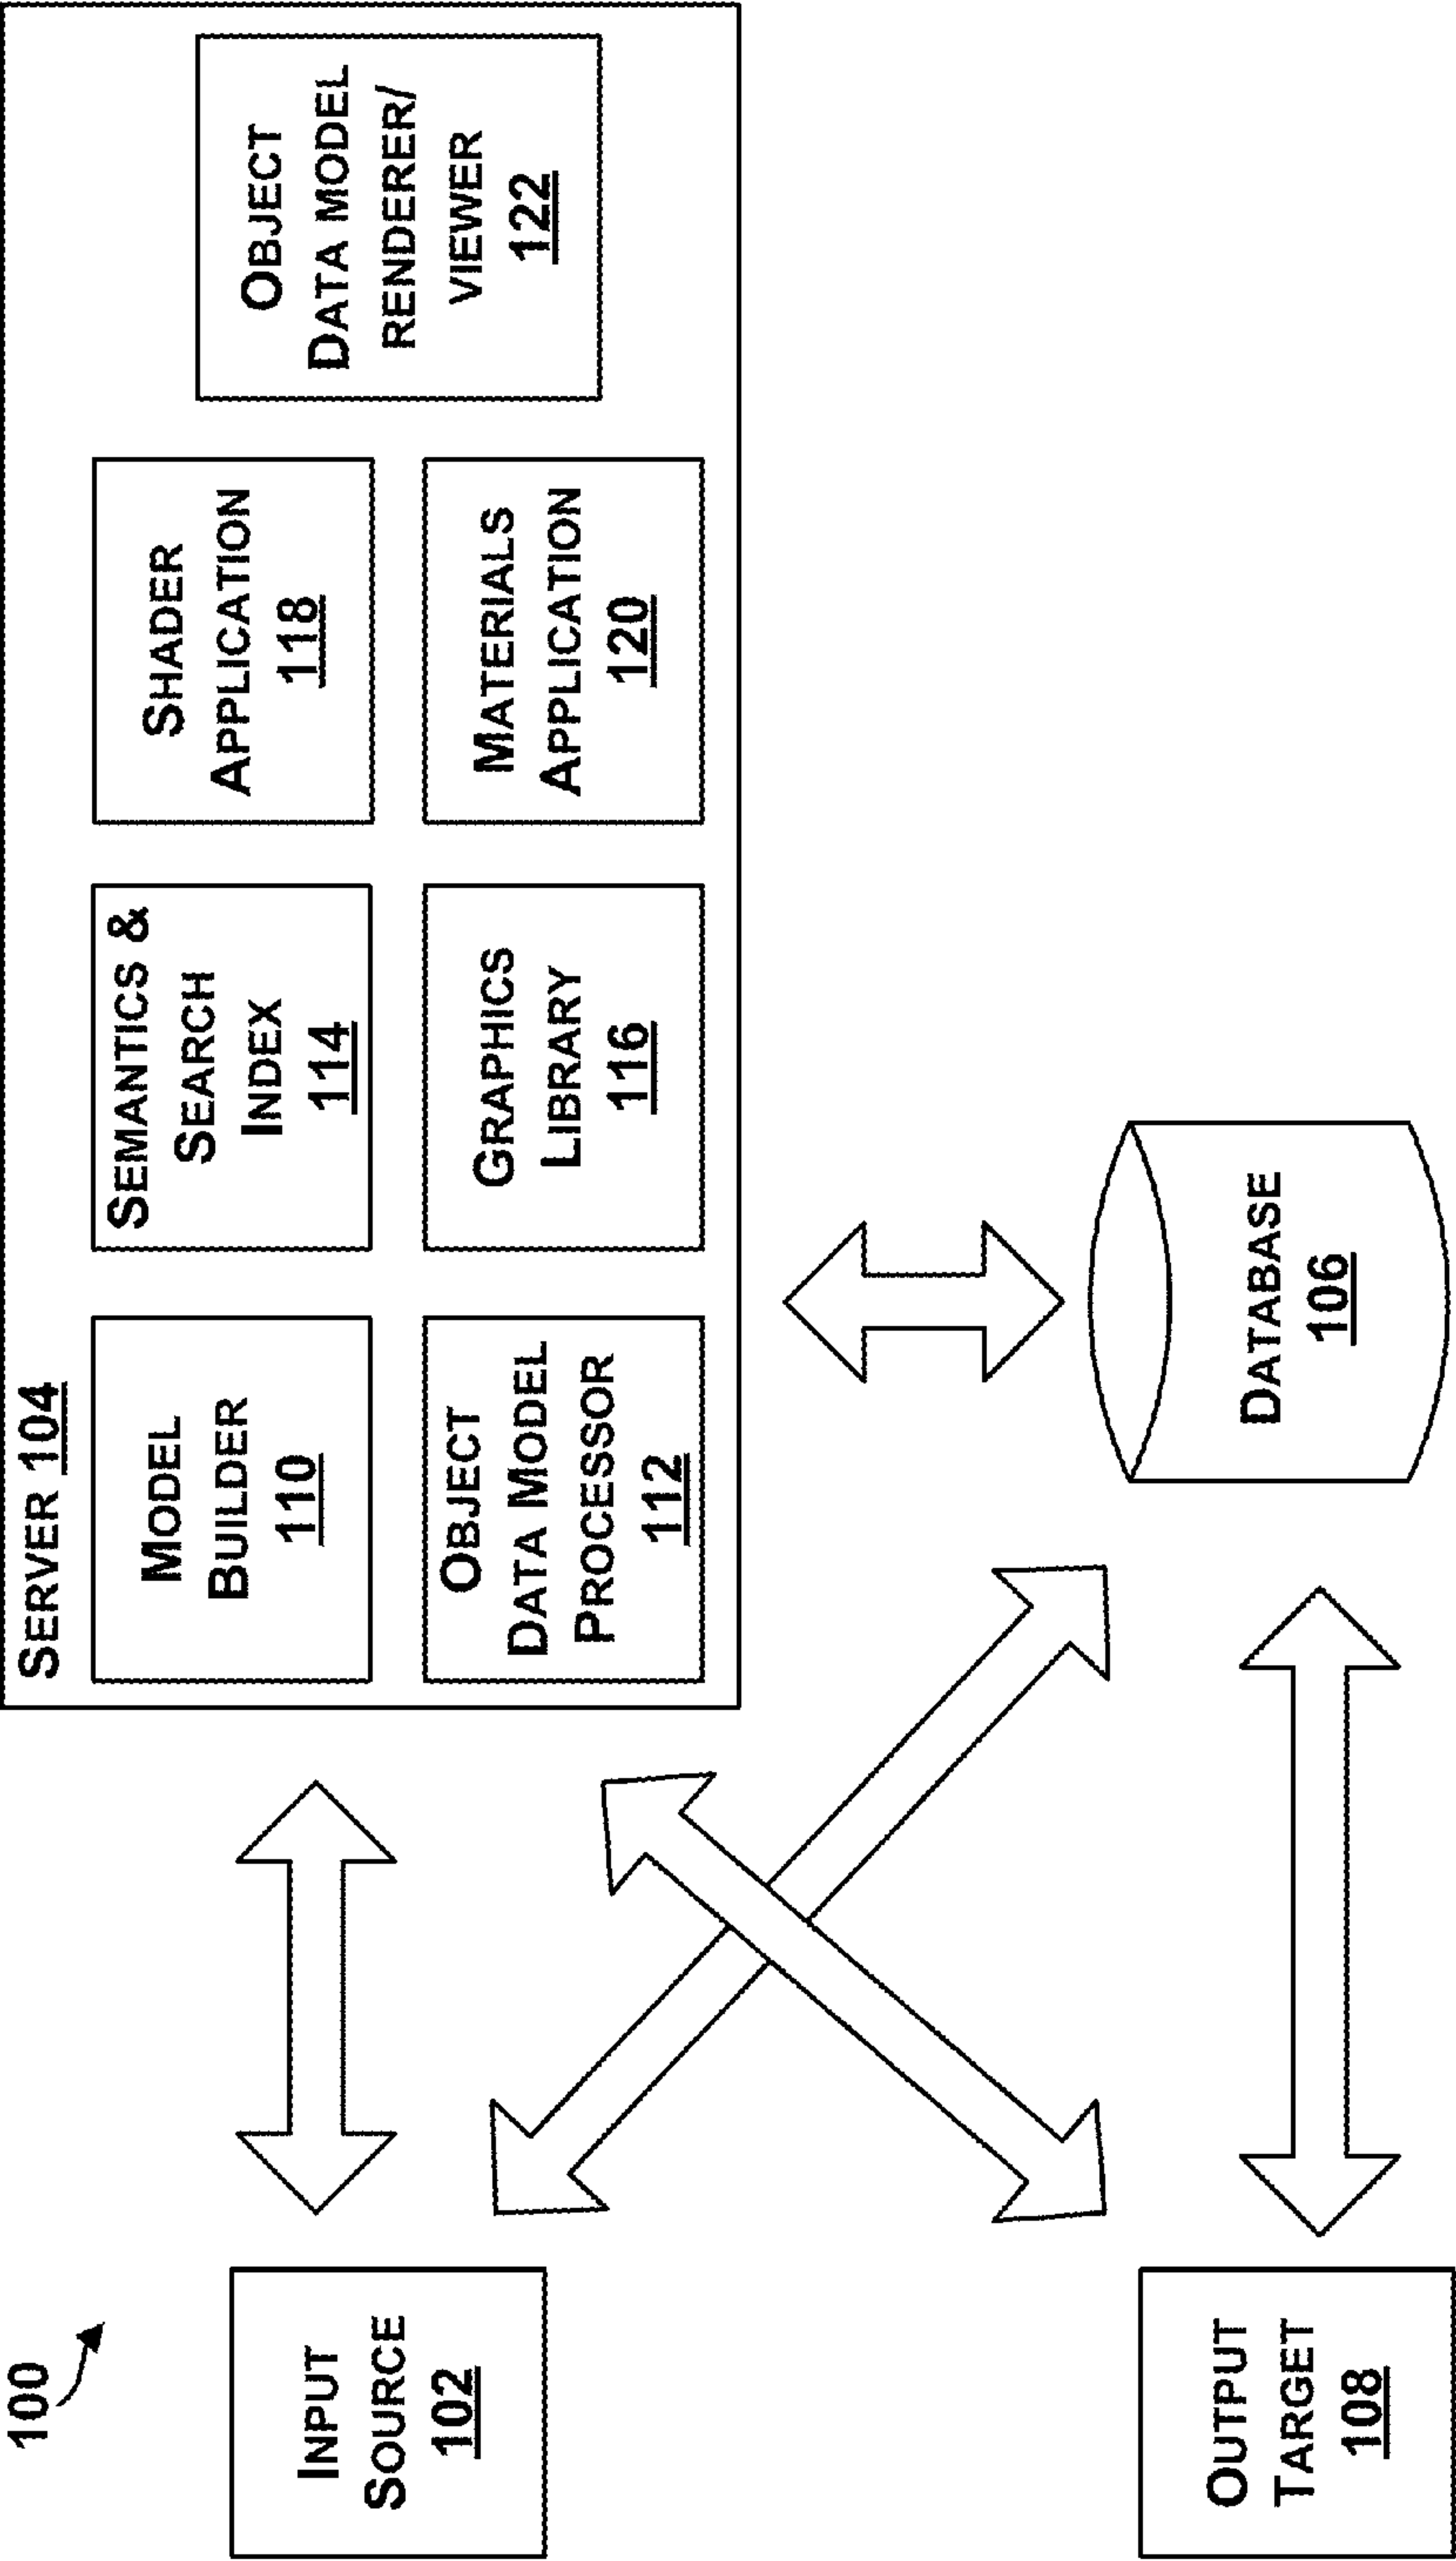 100
INPUT
SOURCE
102
SERVER 104
MODEL
BUILDER
110
SEMANTICS &
SEARCH
INDEX
114
SHADER
APPLICATION
118
OBJECT
DATA MODEL
RENDERER/
VIEWER
122
OBJECT
DATA MODEL
PROCESSOR
112
GRAPHICS
LIBRARY
116
MATERIALS
APPLICATION
120
OUTPUT
TARGET
108
DATABASE
106